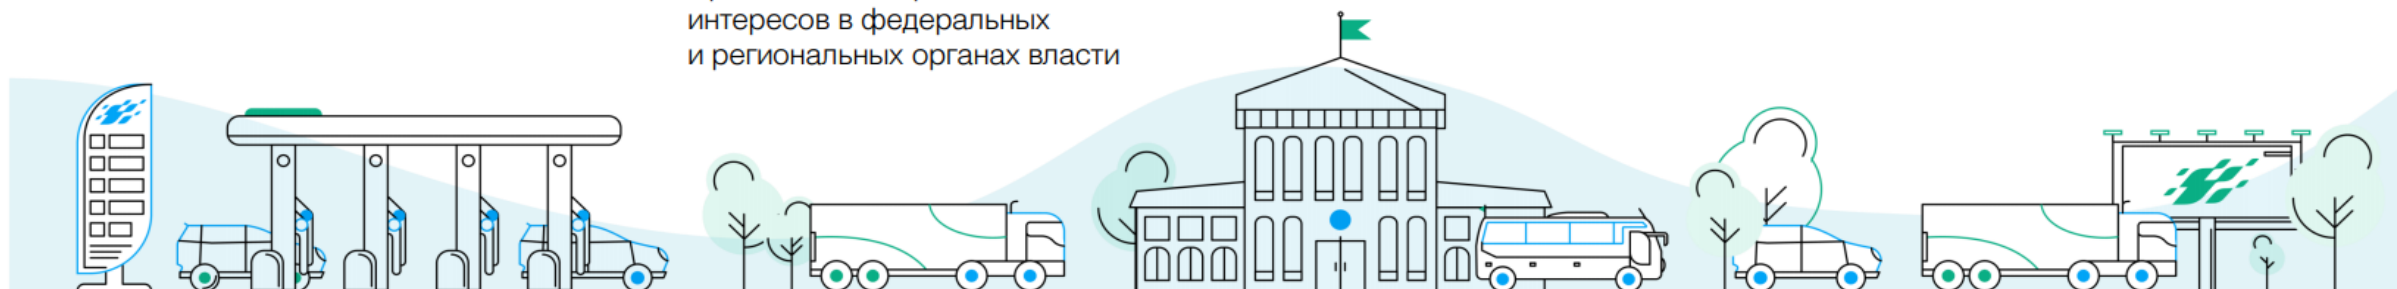 интересов в федеральных
и региональных органах власти